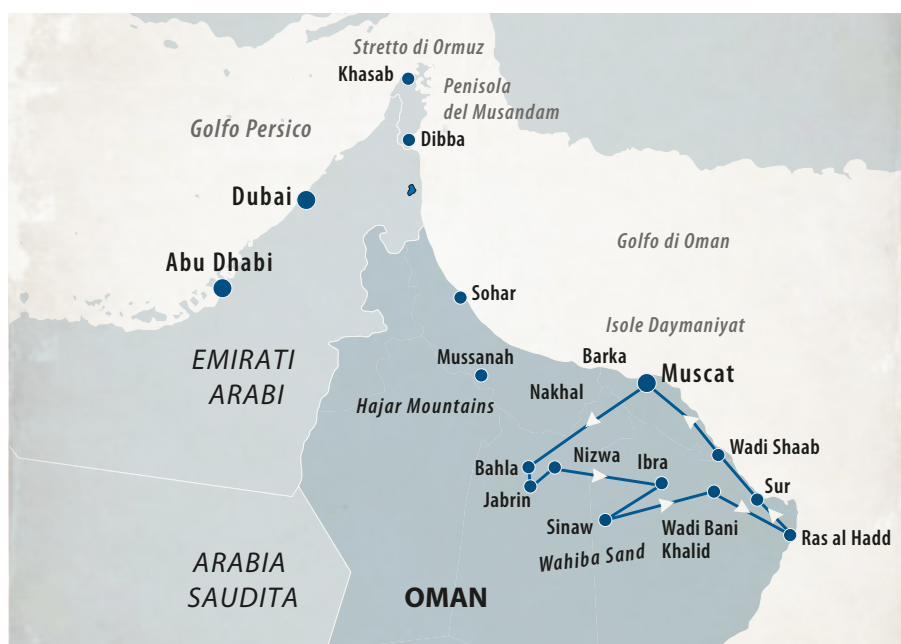 Stretto di Ormuz
Khasab
Penisola
del Musandam
Golfo Persico
Dibba
Dubai
Golfo di Oman
Abu Dhabi
Sohar
Isole Daymaniyat
EMIRATI
ARABI
Mussanah
Barka
Muscat
Hajar Mountains
Nakhal
Wadi Shaab
Bahla
Nizwa
Ibra
Jabrin
Sur
Sinaw
Wadi Bani
Khalid
Ras al Hadd
Wahiba Sand
ARABIA
SAUDITA
OMAN